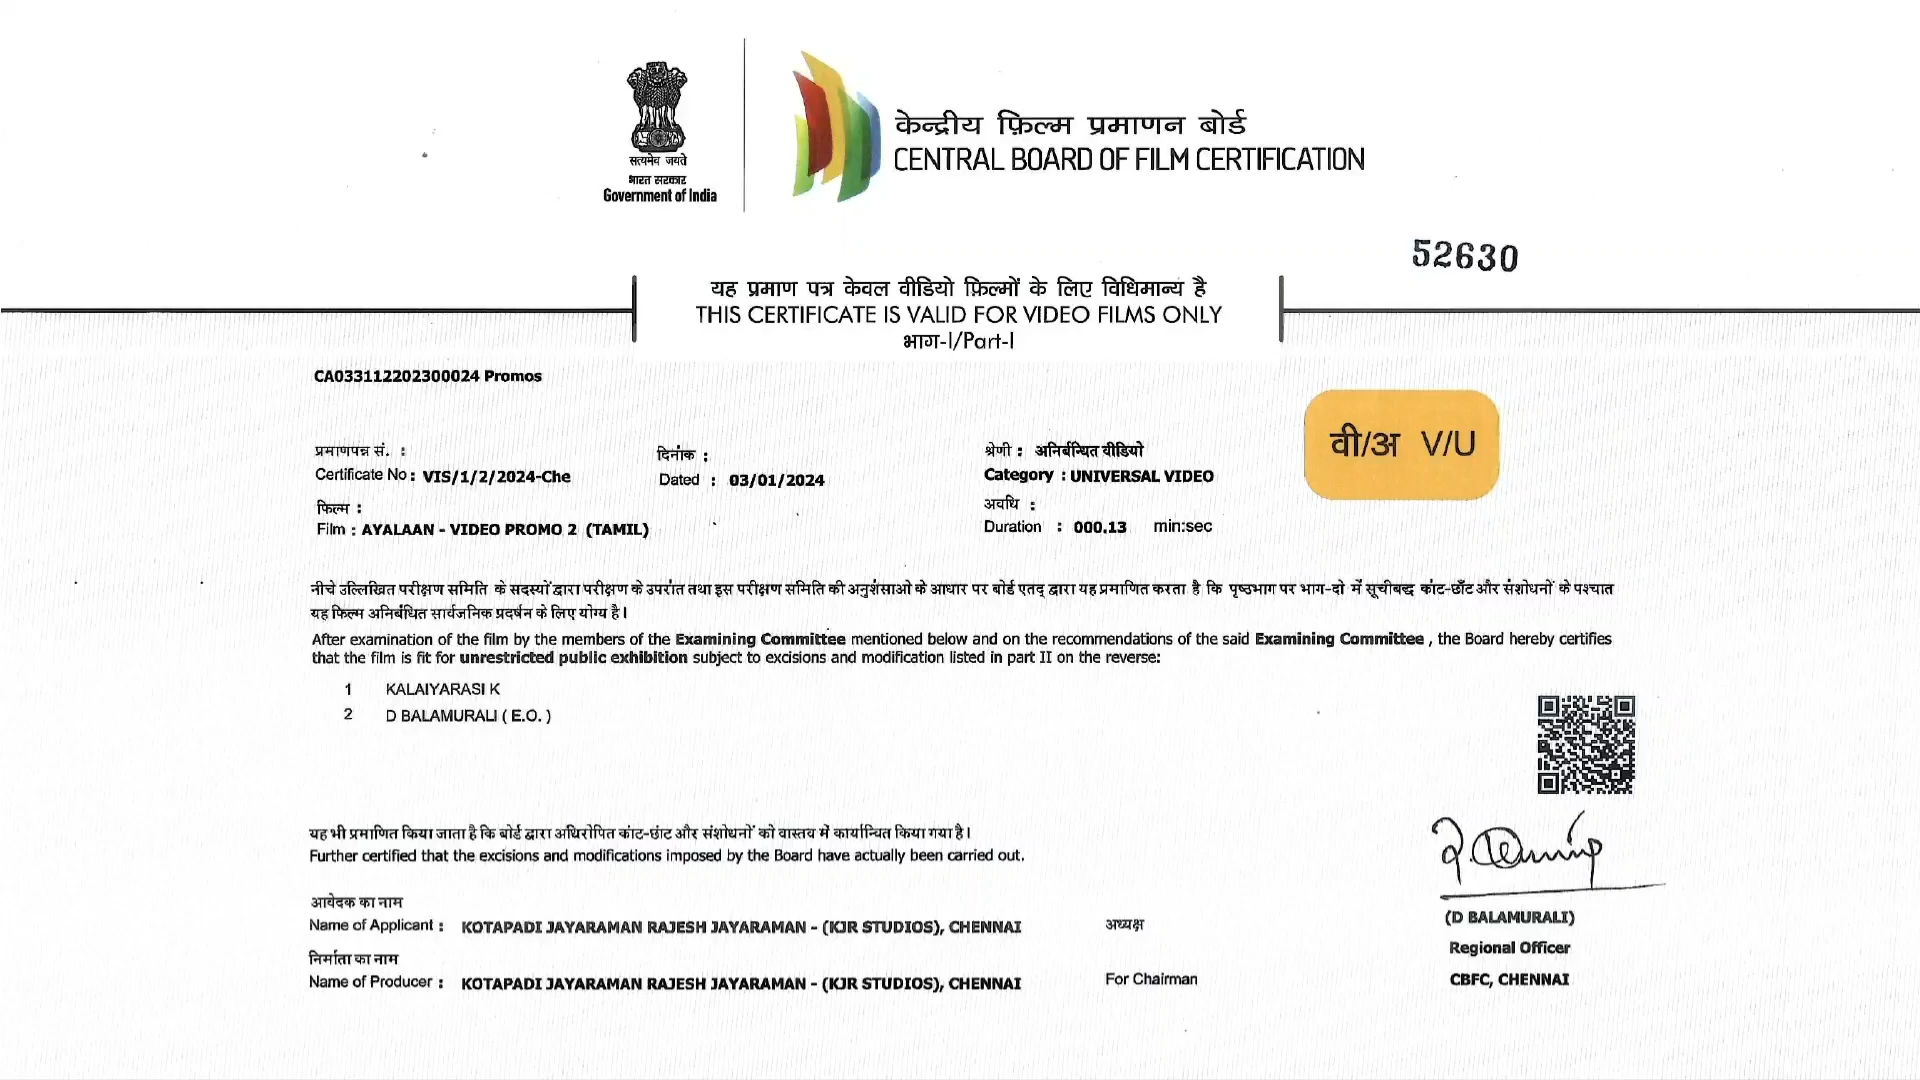 सत्यमेव जयते
भारत सरकार
Government of India
केन्द्रीय फ़िल्म प्रमाणन बोर्ड
CENTRAL BOARD OF FILM CERTIFICATION
52630
यह प्रमाण पत्र केवल वीडियो फ़िल्मों के लिए विधिमान्य है
THIS CERTIFICATE IS VALID FOR VIDEO FILMS ONLY
भाग-I/Part-I
CA033112202300024 Promos
वी/अ V/U
प्रमाणपत्र सं. : दिनांक : श्रेणी : अनिर्बन्धित वीडियो
Certificate No : VIS/1/2/2024-Che Dated : 03/01/2024 Category : UNIVERSAL VIDEO
फिल्म : अवधि :
Film : AYALAAN - VIDEO PROMO 2 (TAMIL) Duration : 000.13 min:sec
नीचे उल्लिखित परीक्षण समिति के सदस्यों द्वारा परीक्षण के उपरांत तथा इस परीक्षण समिति की अनुशंसाओ के आधार पर बोर्ड एतद् द्वारा यह प्रमाणित करता है कि पृष्ठभाग पर भाग-दो में सूचीबद्ध कांट-छाँट और संशोधनों के पश्चात
यह फिल्म अनिबंधित सार्वजनिक प्रदर्षन के लिए योग्य है।
After examination of the film by the members of the Examining Committee mentioned below and on the recommendations of the said Examining Committee , the Board hereby certifies
that the film is fit for unrestricted public exhibition subject to excisions and modification listed in part II on the reverse:
1 KALAIYARASI K
2 D BALAMURALI ( E.O. )
यह भी प्रमाणित किया जाता है कि बोर्ड द्वारा अधिरोपित कांट-छांट और संशोधनों को वास्तव में कार्यान्वित किया गया है।
Further certified that the excisions and modifications imposed by the Board have actually been carried out.
आवेदक का नाम
Name of Applicant : KOTAPADI JAYARAMAN RAJESH JAYARAMAN - (KJR STUDIOS), CHENNAI अध्यक्ष
निर्माता का नाम
Name of Producer : KOTAPADI JAYARAMAN RAJESH JAYARAMAN - (KJR STUDIOS), CHENNAI For Chairman
(D BALAMURALI)
Regional Officer
CBFC, CHENNAI